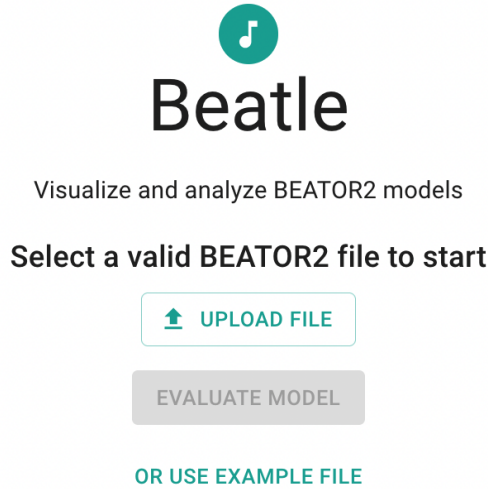 Beatle
Visualize and analyze BEATOR2 models
Select a valid BEATOR2 file to start
UPLOAD FILE
EVALUATE MODEL
OR USE EXAMPLE FILE